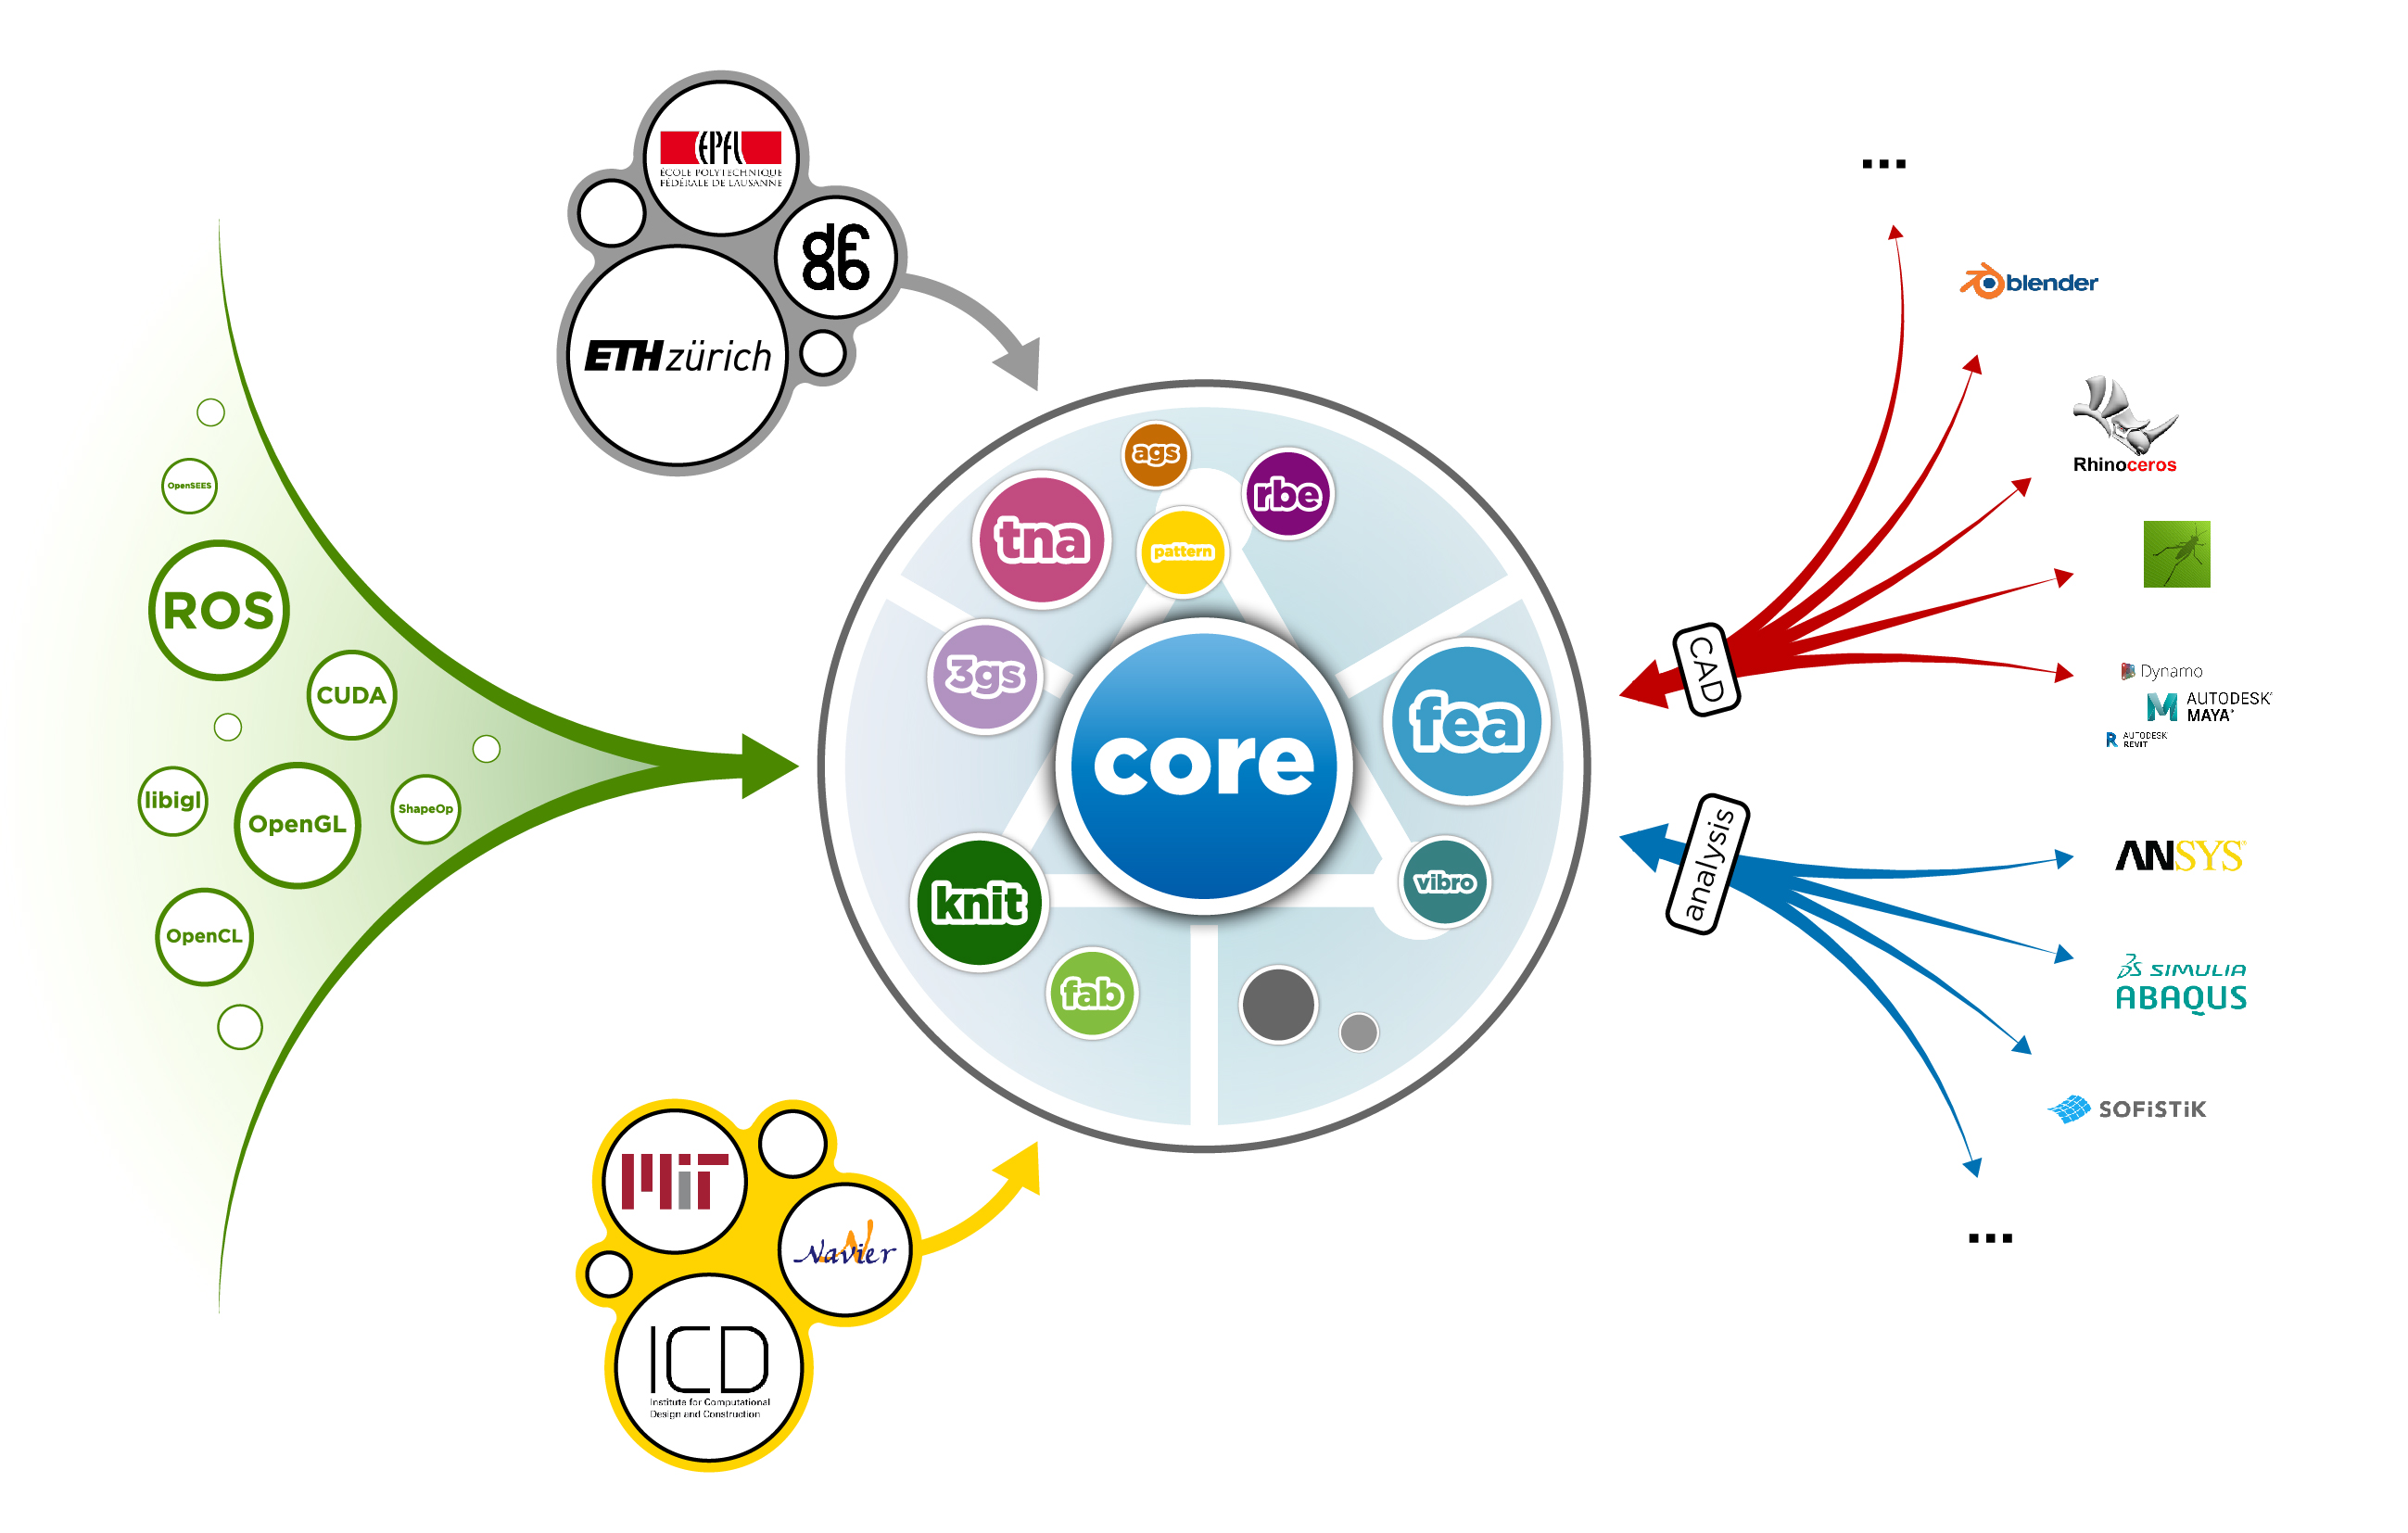 EPFL
ÉCOLE POLYTECHNIQUE
FÉDÉRALE DE LAUSANNE
dfab
ETH zürich
OpenSEES
ROS
CUDA
libigl
OpenGL
ShapeOp
OpenCL
MIT
Navier
ICD
Institute for Computational
Design and Construction
ags
rbe
tna
pattern
3gs
fea
core
knit
vibro
fab
CAD
analysis
...
blender
Rhinoceros
Dynamo
AUTODESK®
MAYA®
AUTODESK®
REVIT
ANSYS®
SIMULIA
ABAQUS
SOFiSTiK
...